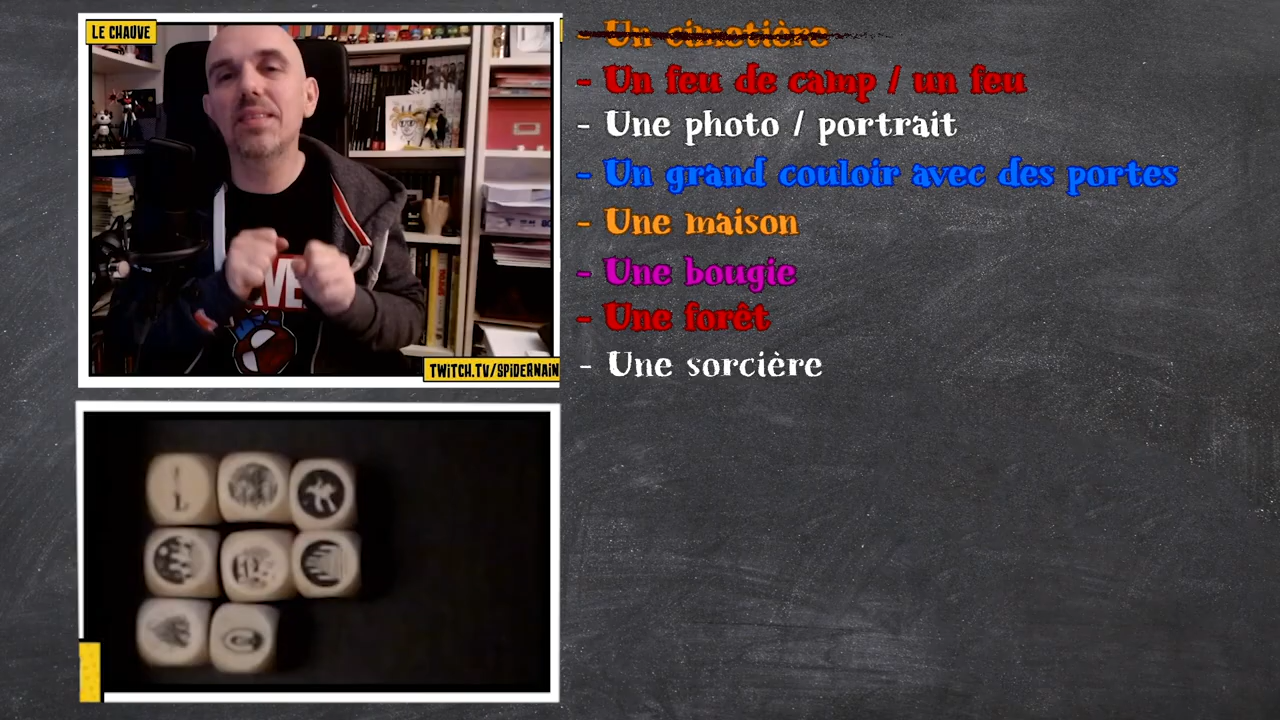 LE CHAUVE
TWITCH.TV/SPIDERNAIN
- Un cimetière
- Un feu de camp / un feu
- Une photo / portrait
- Un grand couloir avec des portes
- Une maison
- Une bougie
- Une forêt
- Une sorcière